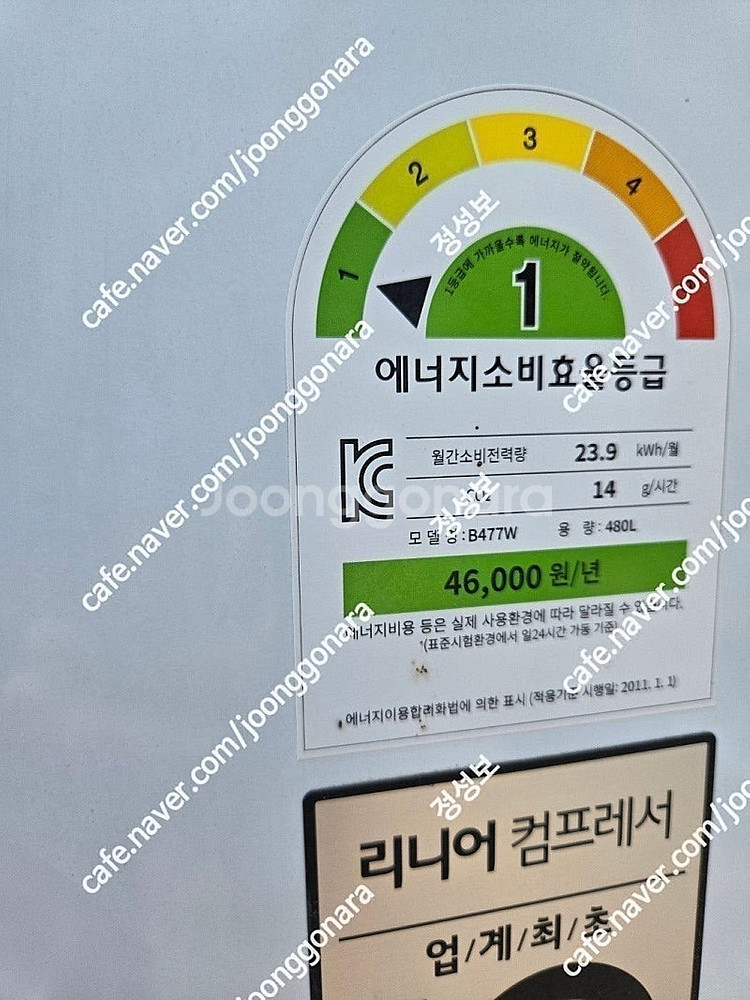 1 2 3 4
1등급에 가까울수록 에너지가 절약됩니다.
1
에너지소비효율등급
월간소비전력량 23.9 kWh/월
CO2 14 g/시간
모델명:B477W 용 량:480L
46,000 원/년
에너지비용 등은 실제 사용환경에 따라 달라질 수 있습니다.
(표준시험환경에서 일24시간 가동 기준)
에너지이용합리화법에 의한 표시 (적용기준 시행일: 2011. 1. 1)
리니어 컴프레서
업/계/최/초
Joonggonara
cafe.naver.com/joonggonara
cafe.naver.com/joonggonara
cafe.naver.com/joonggonara
cafe.naver.com/joonggonara
cafe.naver.com/joo
cafe.naver.com/joo
정성보
정성보
정성보